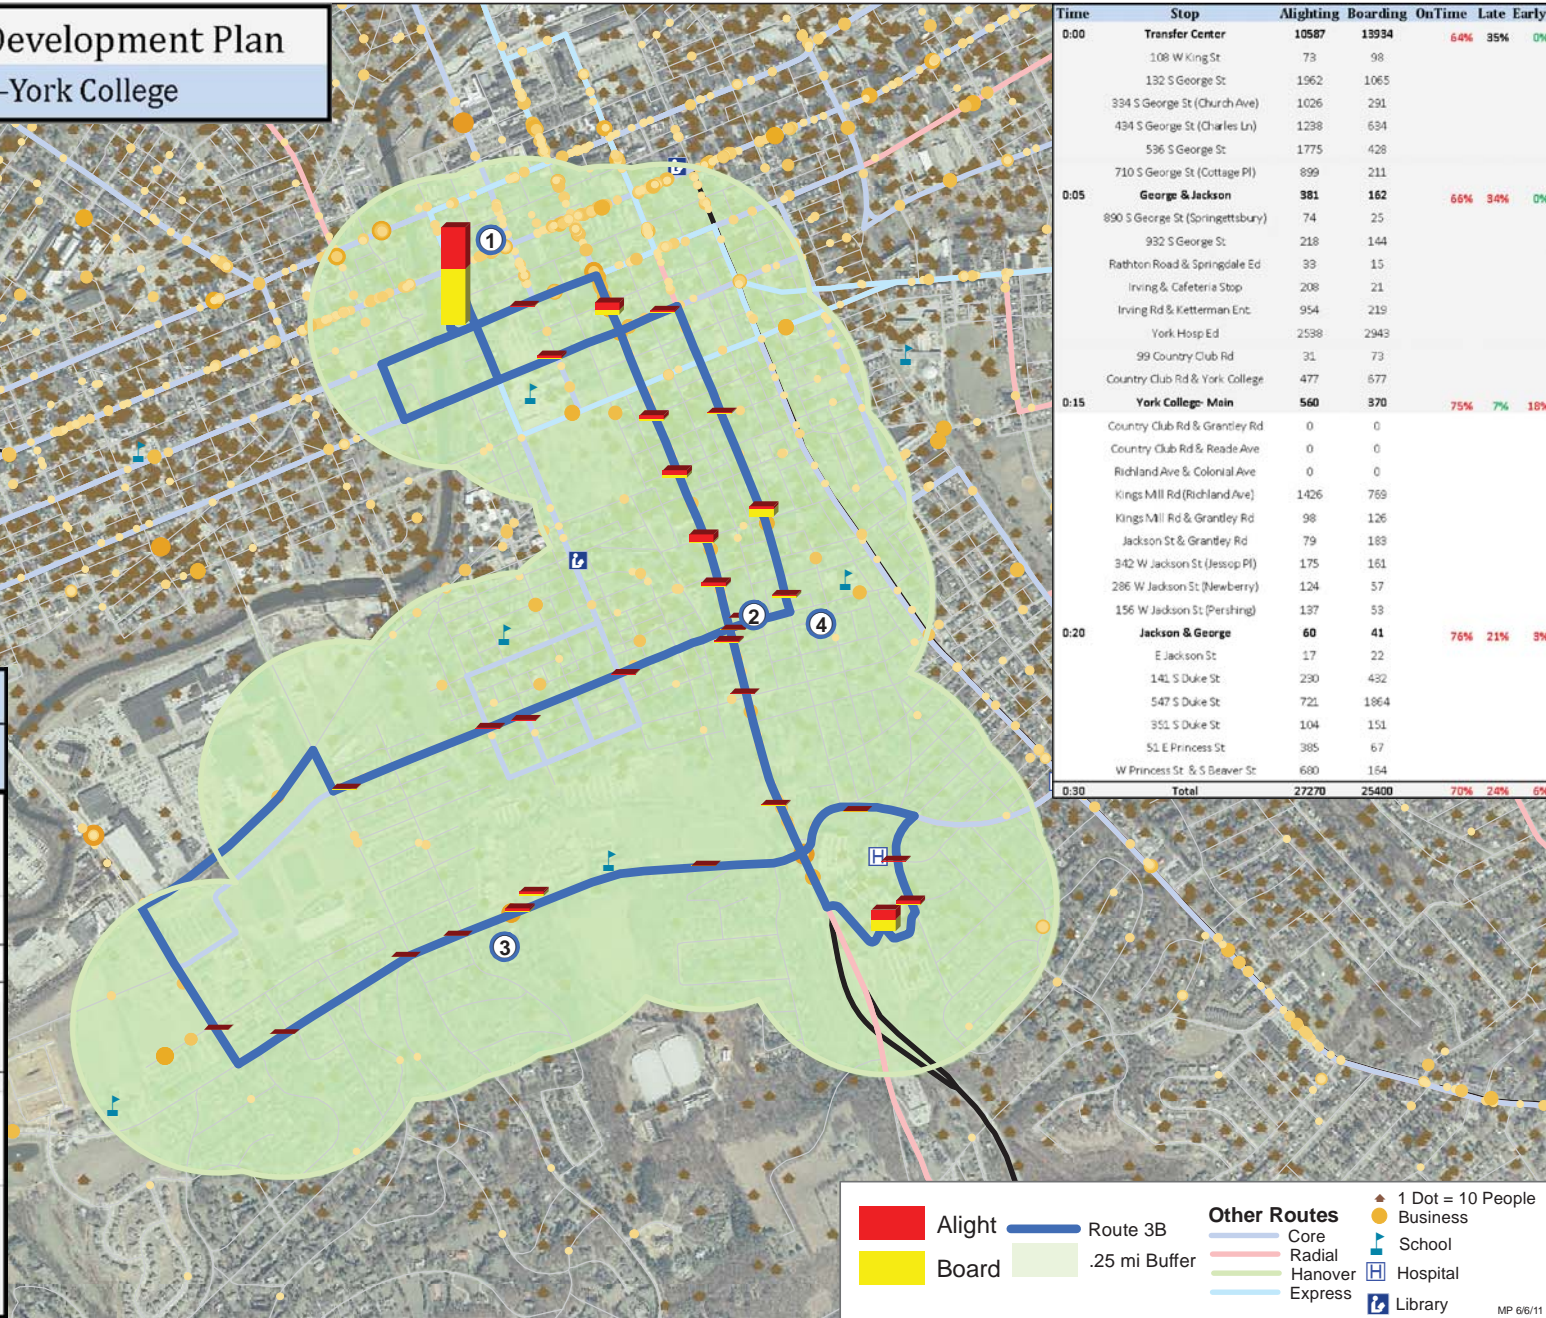 Development Plan
-York College
Time Stop Alighting Boarding OnTime Late Early
0:00 Transfer Center 10587 13934 64% 35% 0%
108 W King St 73 98
132 S George St 1962 1065
334 S George St (Church Ave) 1026 291
434 S George St (Charles Ln) 1238 634
536 S George St 1775 428
710 S George St (Cottage Pl) 899 211
0:05 George & Jackson 381 162 66% 34% 0%
890 S George St (Springettsbury) 74 25
932 S George St 218 144
Rathton Road & Springdale Ed 33 15
Irving & Cafeteria Stop 208 21
Irving Rd & Ketterman Ent. 954 219
York Hosp Ed 2538 2943
99 Country Club Rd 31 73
Country Club Rd & York College 477 677
0:15 York College- Main 560 370 75% 7% 18%
Country Club Rd & Grantley Rd 0 0
Country Club Rd & Reade Ave 0 0
Richland Ave & Colonial Ave 0 0
Kings Mill Rd (Richland Ave) 1426 769
Kings Mill Rd & Grantley Rd 98 126
Jackson St & Grantley Rd 79 183
342 W Jackson St (Jessop Pl) 175 161
286 W Jackson St (Newberry) 124 57
156 W Jackson St (Pershing) 137 53
0:20 Jackson & George 60 41 76% 21% 3%
E Jackson St 17 22
141 S Duke St 230 432
547 S Duke St 721 1864
351 S Duke St 104 151
51 E Princess St 385 67
W Princess St & S Beaver St 680 164
0:30 Total 27270 25400 70% 24% 6%
1
2
4
H
3
Alight
Board
Route 3B
.25 mi Buffer
Other Routes
Core
Radial
Hanover
Express
1 Dot = 10 People
Business
School
H Hospital
Library
MP 6/6/11